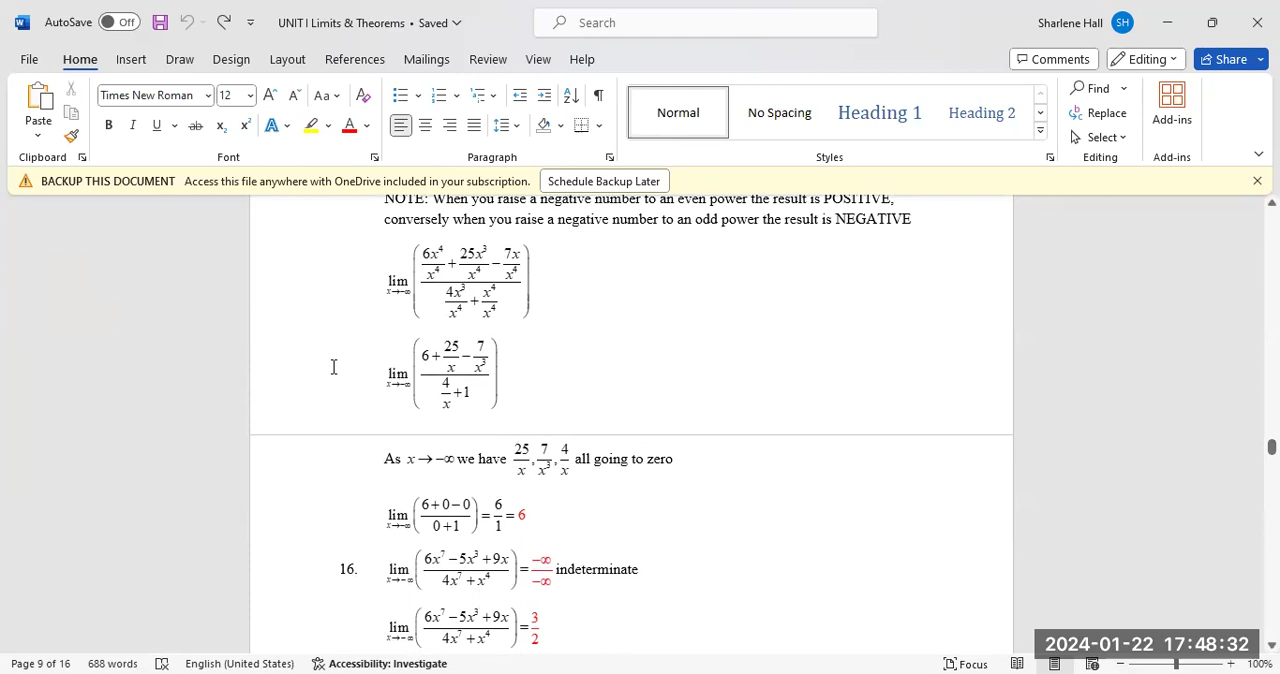 AutoSave Off UNIT I Limits & Theorems • Saved Search Sharlene Hall SH
File Home Insert Draw Design Layout References Mailings Review View Help Comments Editing Share
Paste Times New Roman 12 A A Aa A Normal No Spacing Heading 1 Heading 2 Find Replace Select Add-ins
B I U ab x₂ x² A A
Clipboard Font Paragraph Styles Editing Add-ins
BACKUP THIS DOCUMENT Access this file anywhere with OneDrive included in your subscription. Schedule Backup Later
NOTE: When you raise a negative number to an even power the result is POSITIVE,
conversely when you raise a negative number to an odd power the result is NEGATIVE
lim x→−∞ ((6x⁴/x⁴ + 25x³/x⁴ − 7x/x⁴)/(4x³/x⁴ + x⁴/x⁴))
lim x→−∞ ((6 + 25/x − 7/x³)/(4/x + 1))
As x → −∞ we have 25/x, 7/x³, 4/x all going to zero
lim x→−∞ ((6+0−0)/(0+1)) = 6/1 = 6
16. lim x→−∞ ((6x⁷ − 5x³ + 9x)/(4x⁷ + x⁴)) = −∞/−∞ indeterminate
lim x→−∞ ((6x⁷ − 5x³ + 9x)/(4x⁷ + x⁴)) = 3/2
2024-01-22 17:48:32
Page 9 of 16 688 words English (United States) Accessibility: Investigate Focus 100%